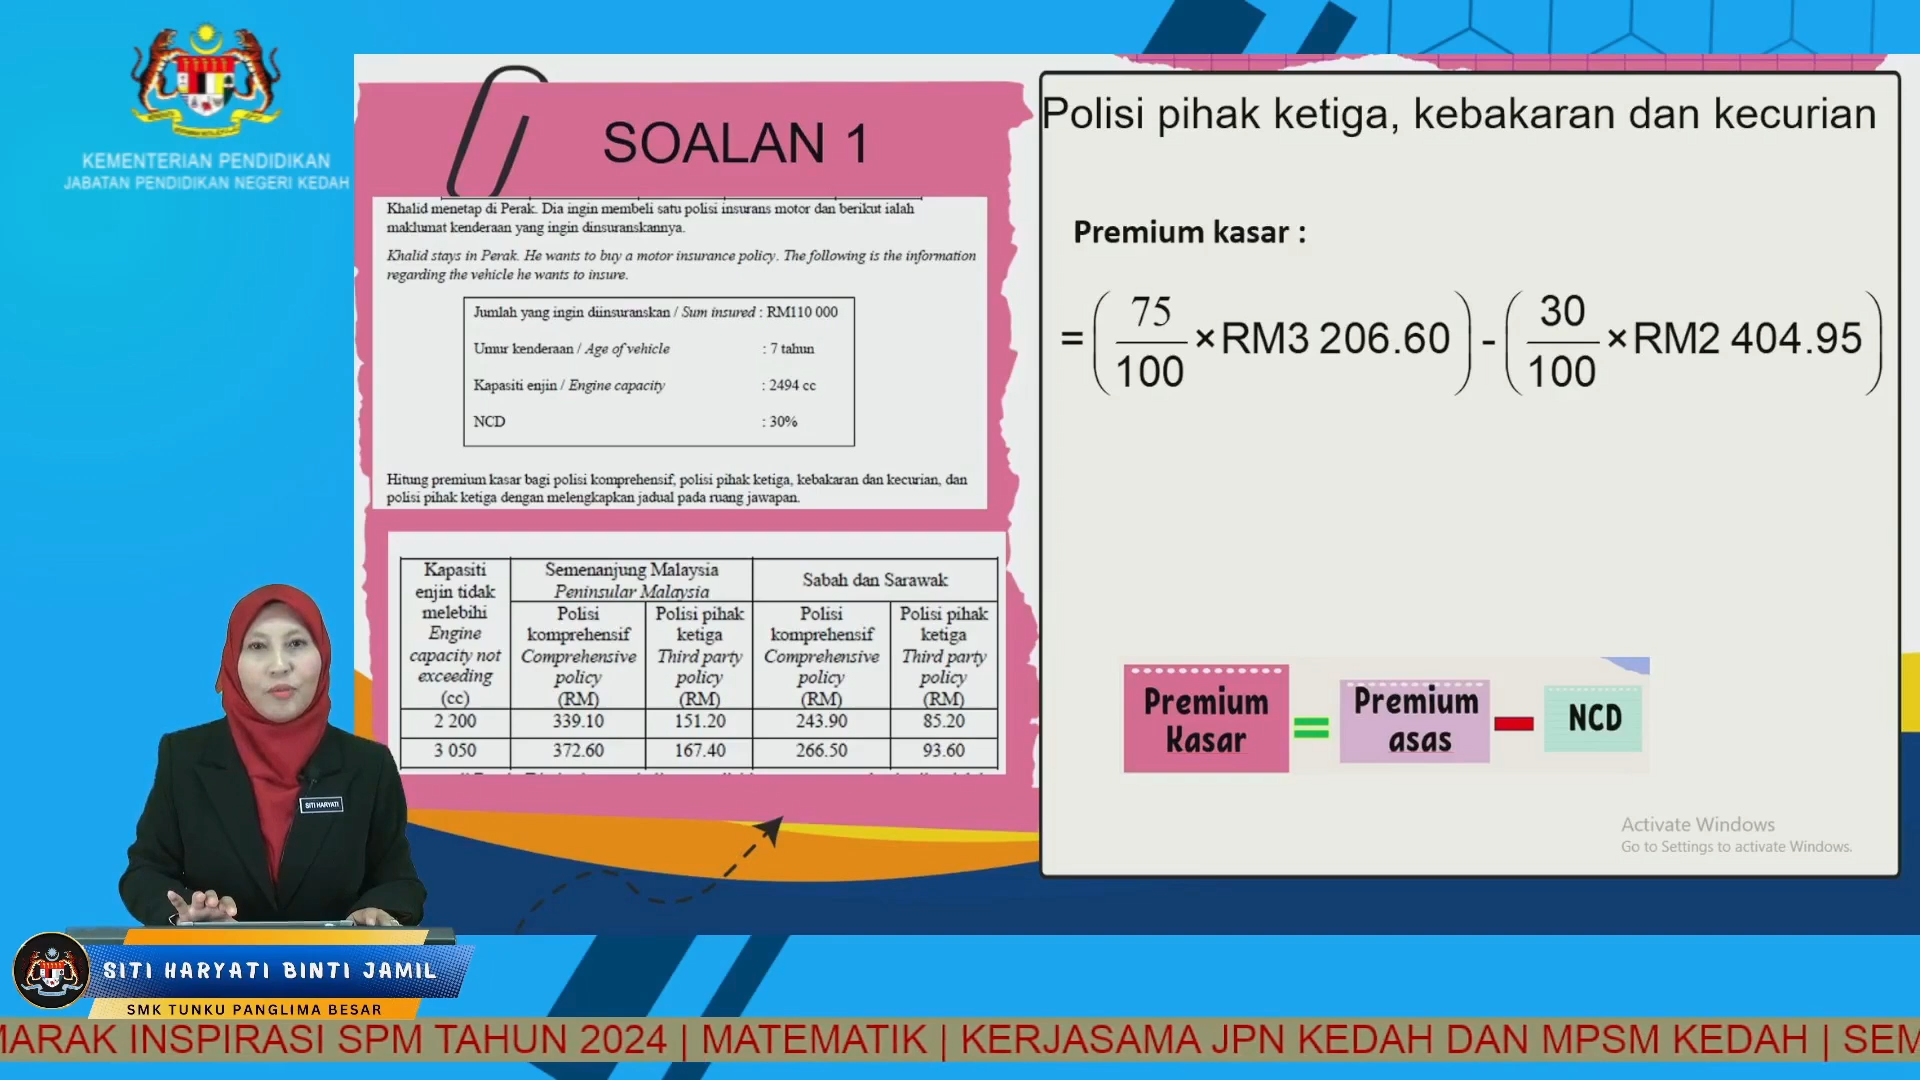 KEMENTERIAN PENDIDIKAN
JABATAN PENDIDIKAN NEGERI KEDAH
SOALAN 1
Khalid menetap di Perak. Dia ingin membeli satu polisi insurans motor dan berikut ialah
maklumat kenderaan yang ingin dinsuranskannya.
Khalid stays in Perak. He wants to buy a motor insurance policy. The following is the information
regarding the vehicle he wants to insure.
Jumlah yang ingin diinsuranskan / Sum insured : RM110 000
Umur kenderaan / Age of vehicle : 7 tahun
Kapasiti enjin / Engine capacity : 2494 cc
NCD : 30%
Hitung premium kasar bagi polisi komprehensif, polisi pihak ketiga, kebakaran dan kecurian, dan
polisi pihak ketiga dengan melengkapkan jadual pada ruang jawapan.
Kapasiti enjin tidak melebihi Engine capacity not exceeding (cc)
Semenanjung Malaysia
Peninsular Malaysia
Sabah dan Sarawak
Polisi komprehensif Comprehensive policy (RM)
Polisi pihak ketiga Third party policy (RM)
Polisi komprehensif Comprehensive policy (RM)
Polisi pihak ketiga Third party policy (RM)
2 200 339.10 151.20 243.90 85.20
3 050 372.60 167.40 266.50 93.60
Polisi pihak ketiga, kebakaran dan kecurian
Premium kasar :
= (75/100 × RM3 206.60) - (30/100 × RM2 404.95)
Premium Kasar = Premium asas - NCD
Activate Windows
Go to Settings to activate Windows.
SITI HARYATI
SITI HARYATI BINTI JAMIL
SMK TUNKU PANGLIMA BESAR
MARAK INSPIRASI SPM TAHUN 2024 | MATEMATIK | KERJASAMA JPN KEDAH DAN MPSM KEDAH | SEM